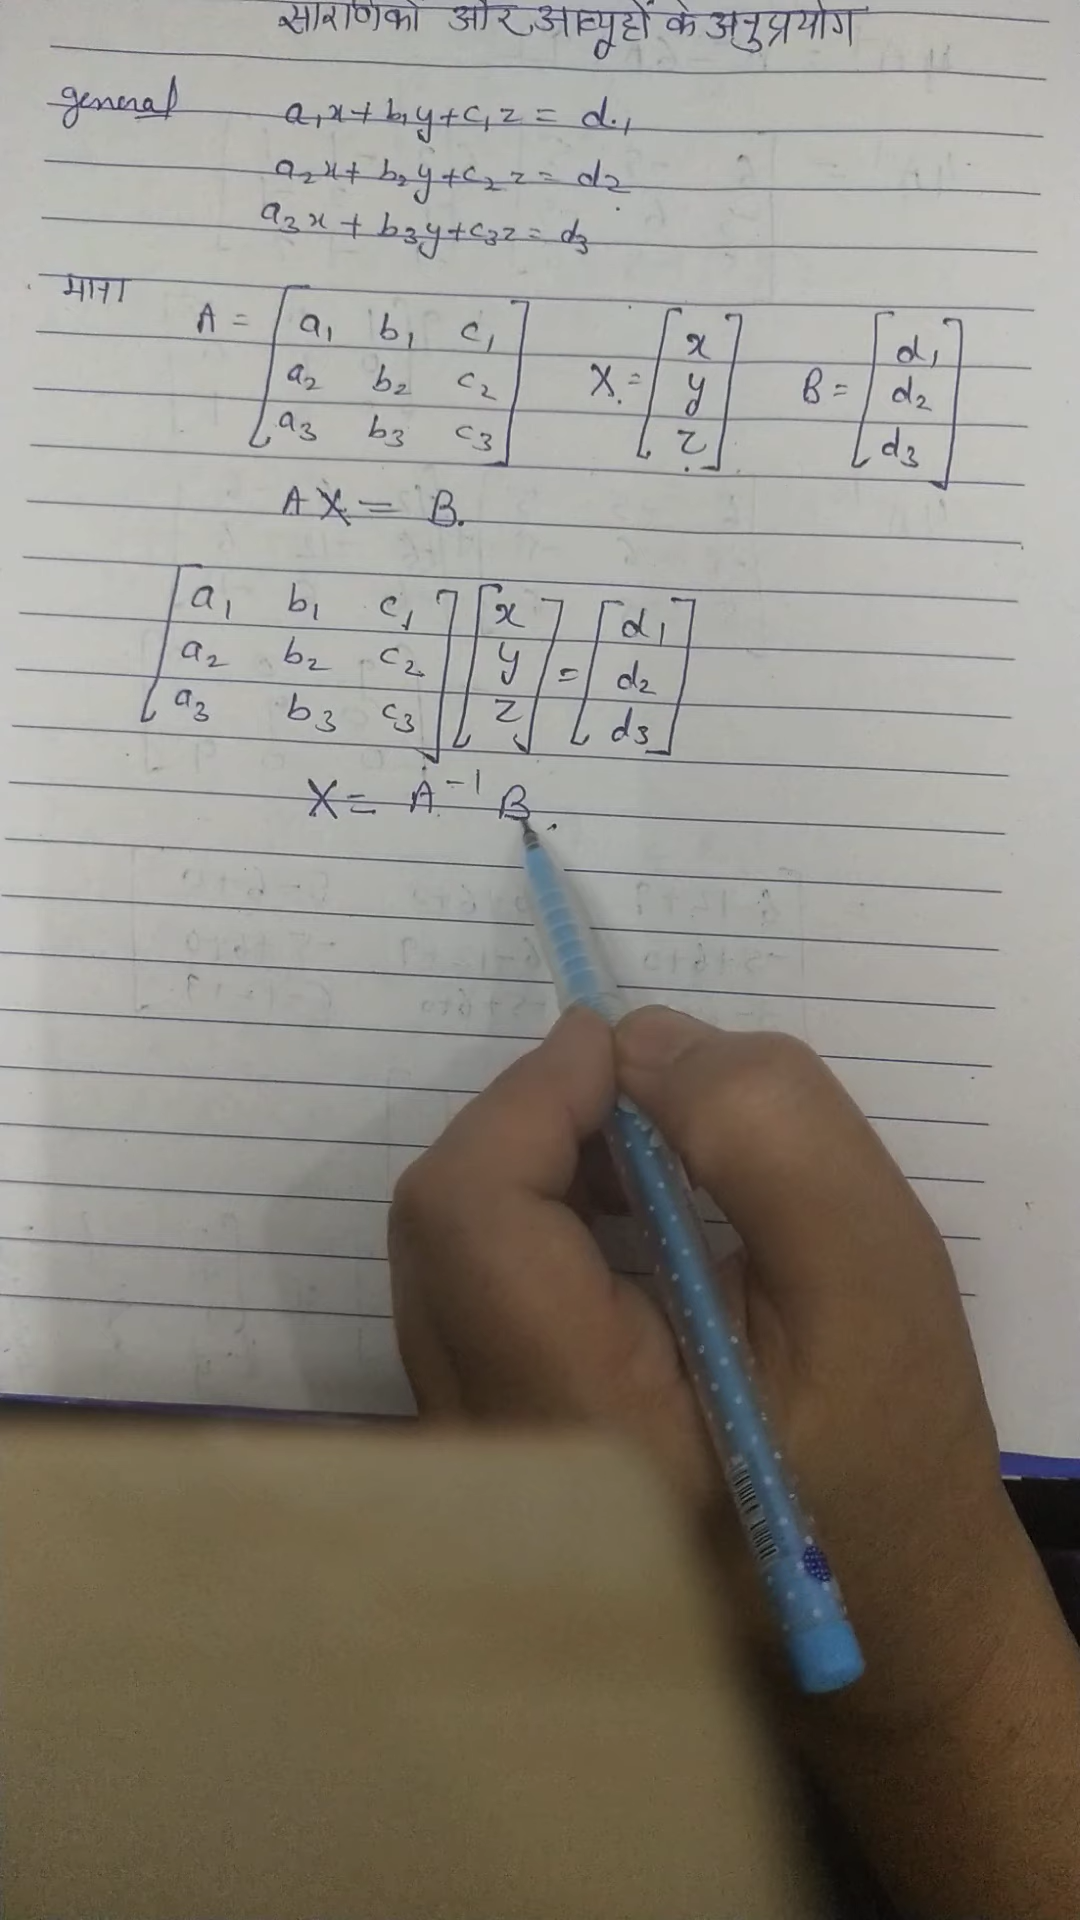 सारणिकों और आव्यूहों के अनुप्रयोग
general a₁x + b₁y + c₁z = d₁
a₂x + b₂y + c₂z = d₂
a₃x + b₃y + c₃z = d₃
माना A = [a₁ b₁ c₁ X = [x B = [d₁
a₂ b₂ c₂ y d₂
a₃ b₃ c₃] z] d₃]
AX = B.
[a₁ b₁ c₁ [x [d₁
a₂ b₂ c₂ y = d₂
a₃ b₃ c₃] z] d₃]
X = A⁻¹ B.